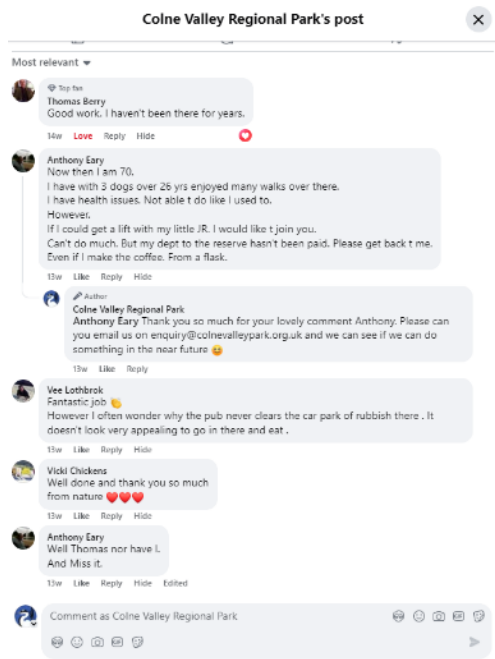 Colne Valley Regional Park's post
Most relevant
Top fan
Thomas Berry
Good work. I haven't been there for years.
14w Love Reply Hide
Anthony Eary
Now then I am 70.
I have with 3 dogs over 26 yrs enjoyed many walks over there.
I have health issues. Not able t do like I used to.
However.
If I could get a lift with my little JR. I would like t join you.
Can't do much. But my dept to the reserve hasn't been paid. Please get back t me.
Even if I make the coffee. From a flask.
13w Like Reply Hide
Author
Colne Valley Regional Park
Anthony Eary Thank you so much for your lovely comment Anthony. Please can
you email us on enquiry@colnevalleypark.org.uk and we can see if we can do
something in the near future 😊
13w Like Reply
Vee Lothbrok
Fantastic job 👏
However I often wonder why the pub never clears the car park of rubbish there . It
doesn't look very appealing to go in there and eat .
13w Like Reply Hide
Vicki Chickens
Well done and thank you so much
from nature ❤❤❤
13w Like Reply Hide
Anthony Eary
Well Thomas nor have I.
And Miss it.
13w Like Reply Hide Edited
Comment as Colne Valley Regional Park